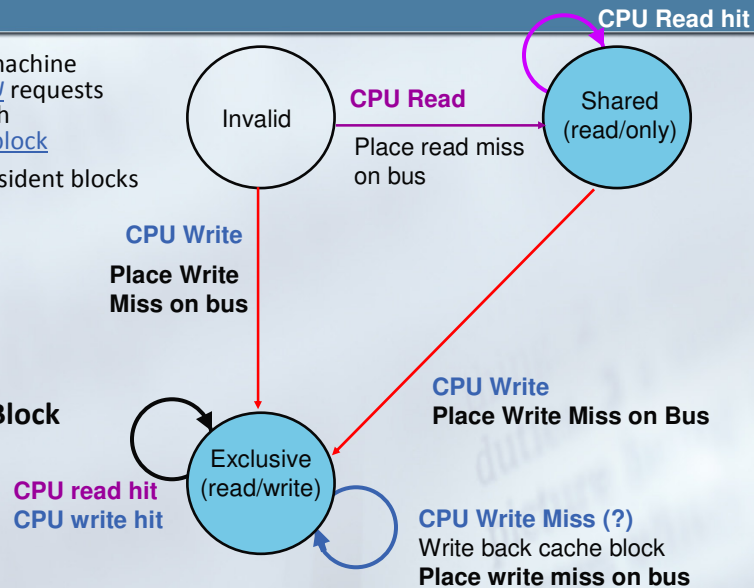 CPU Read hit
achine
requests
h
lock
sident blocks
Invalid
CPU Read
Place read miss
on bus
Shared
(read/only)
CPU Write
Place Write
Miss on bus
Block
CPU Write
Place Write Miss on Bus
Exclusive
(read/write)
CPU read hit
CPU write hit
CPU Write Miss (?)
Write back cache block
Place write miss on bus